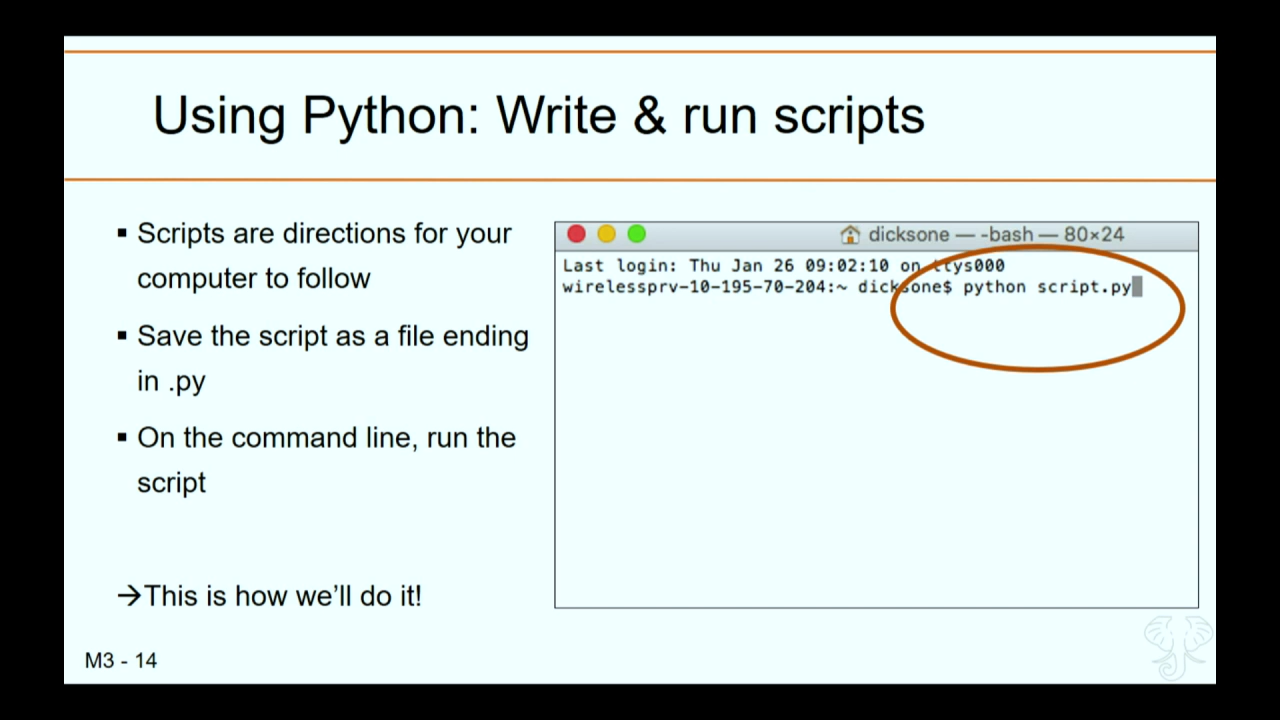 Using Python: Write & run scripts
▪ Scripts are directions for your
computer to follow
▪ Save the script as a file ending
in .py
▪ On the command line, run the
script
→This is how we'll do it!
dicksone — -bash — 80×24
Last login: Thu Jan 26 09:02:10 on ttys000
wirelessprv-10-195-70-204:~ dicksone$ python script.py
M3 - 14